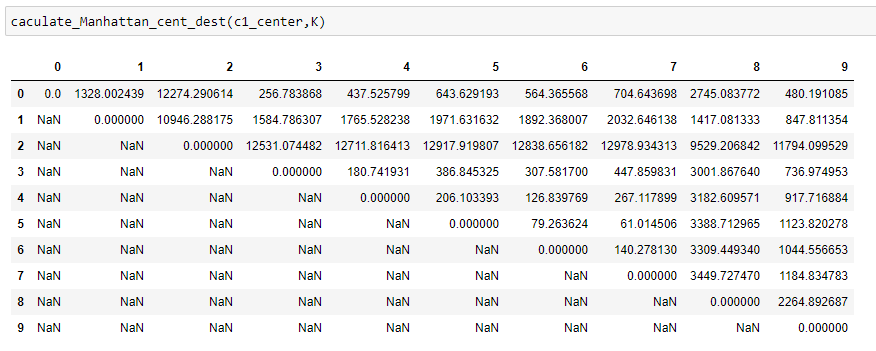 caculate_Manhattan_cent_dest(c1_center,K)
0 1 2 3 4 5 6 7 8 9
0 0.0 1328.002439 12274.290614 256.783868 437.525799 643.629193 564.365568 704.643698 2745.083772 480.191085
1 NaN 0.000000 10946.288175 1584.786307 1765.528238 1971.631632 1892.368007 2032.646138 1417.081333 847.811354
2 NaN NaN 0.000000 12531.074482 12711.816413 12917.919807 12838.656182 12978.934313 9529.206842 11794.099529
3 NaN NaN NaN 0.000000 180.741931 386.845325 307.581700 447.859831 3001.867640 736.974953
4 NaN NaN NaN NaN 0.000000 206.103393 126.839769 267.117899 3182.609571 917.716884
5 NaN NaN NaN NaN NaN 0.000000 79.263624 61.014506 3388.712965 1123.820278
6 NaN NaN NaN NaN NaN NaN 0.000000 140.278130 3309.449340 1044.556653
7 NaN NaN NaN NaN NaN NaN NaN 0.000000 3449.727470 1184.834783
8 NaN NaN NaN NaN NaN NaN NaN NaN 0.000000 2264.892687
9 NaN NaN NaN NaN NaN NaN NaN NaN NaN 0.000000